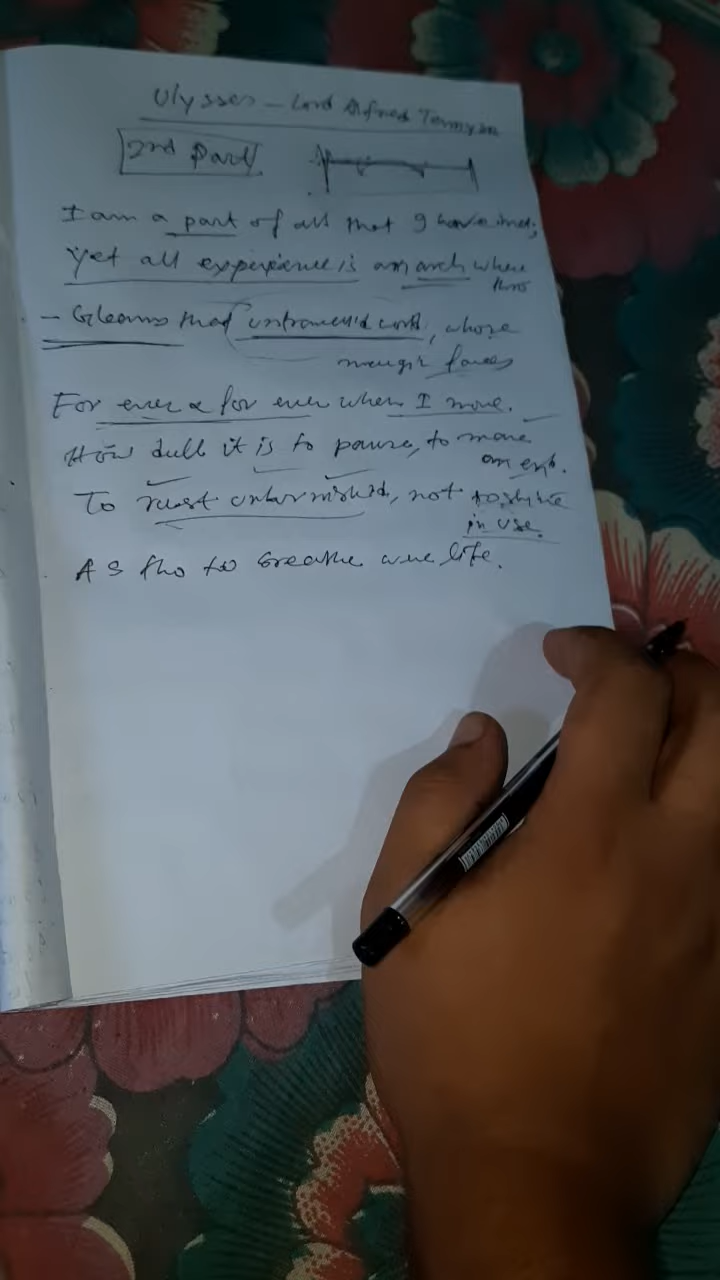 Ulysses - Lord Alfred Tennyson
2nd Part
I am a part of all that I have met;
Yet all experience is an arch where
thro
- Gleams that untravell'd world, whose
margin fades
For ever & for ever when I move.
How dull it is to pause, to make
an end.
To rust unburnished, not to shine
in use.
As tho to breathe were life.